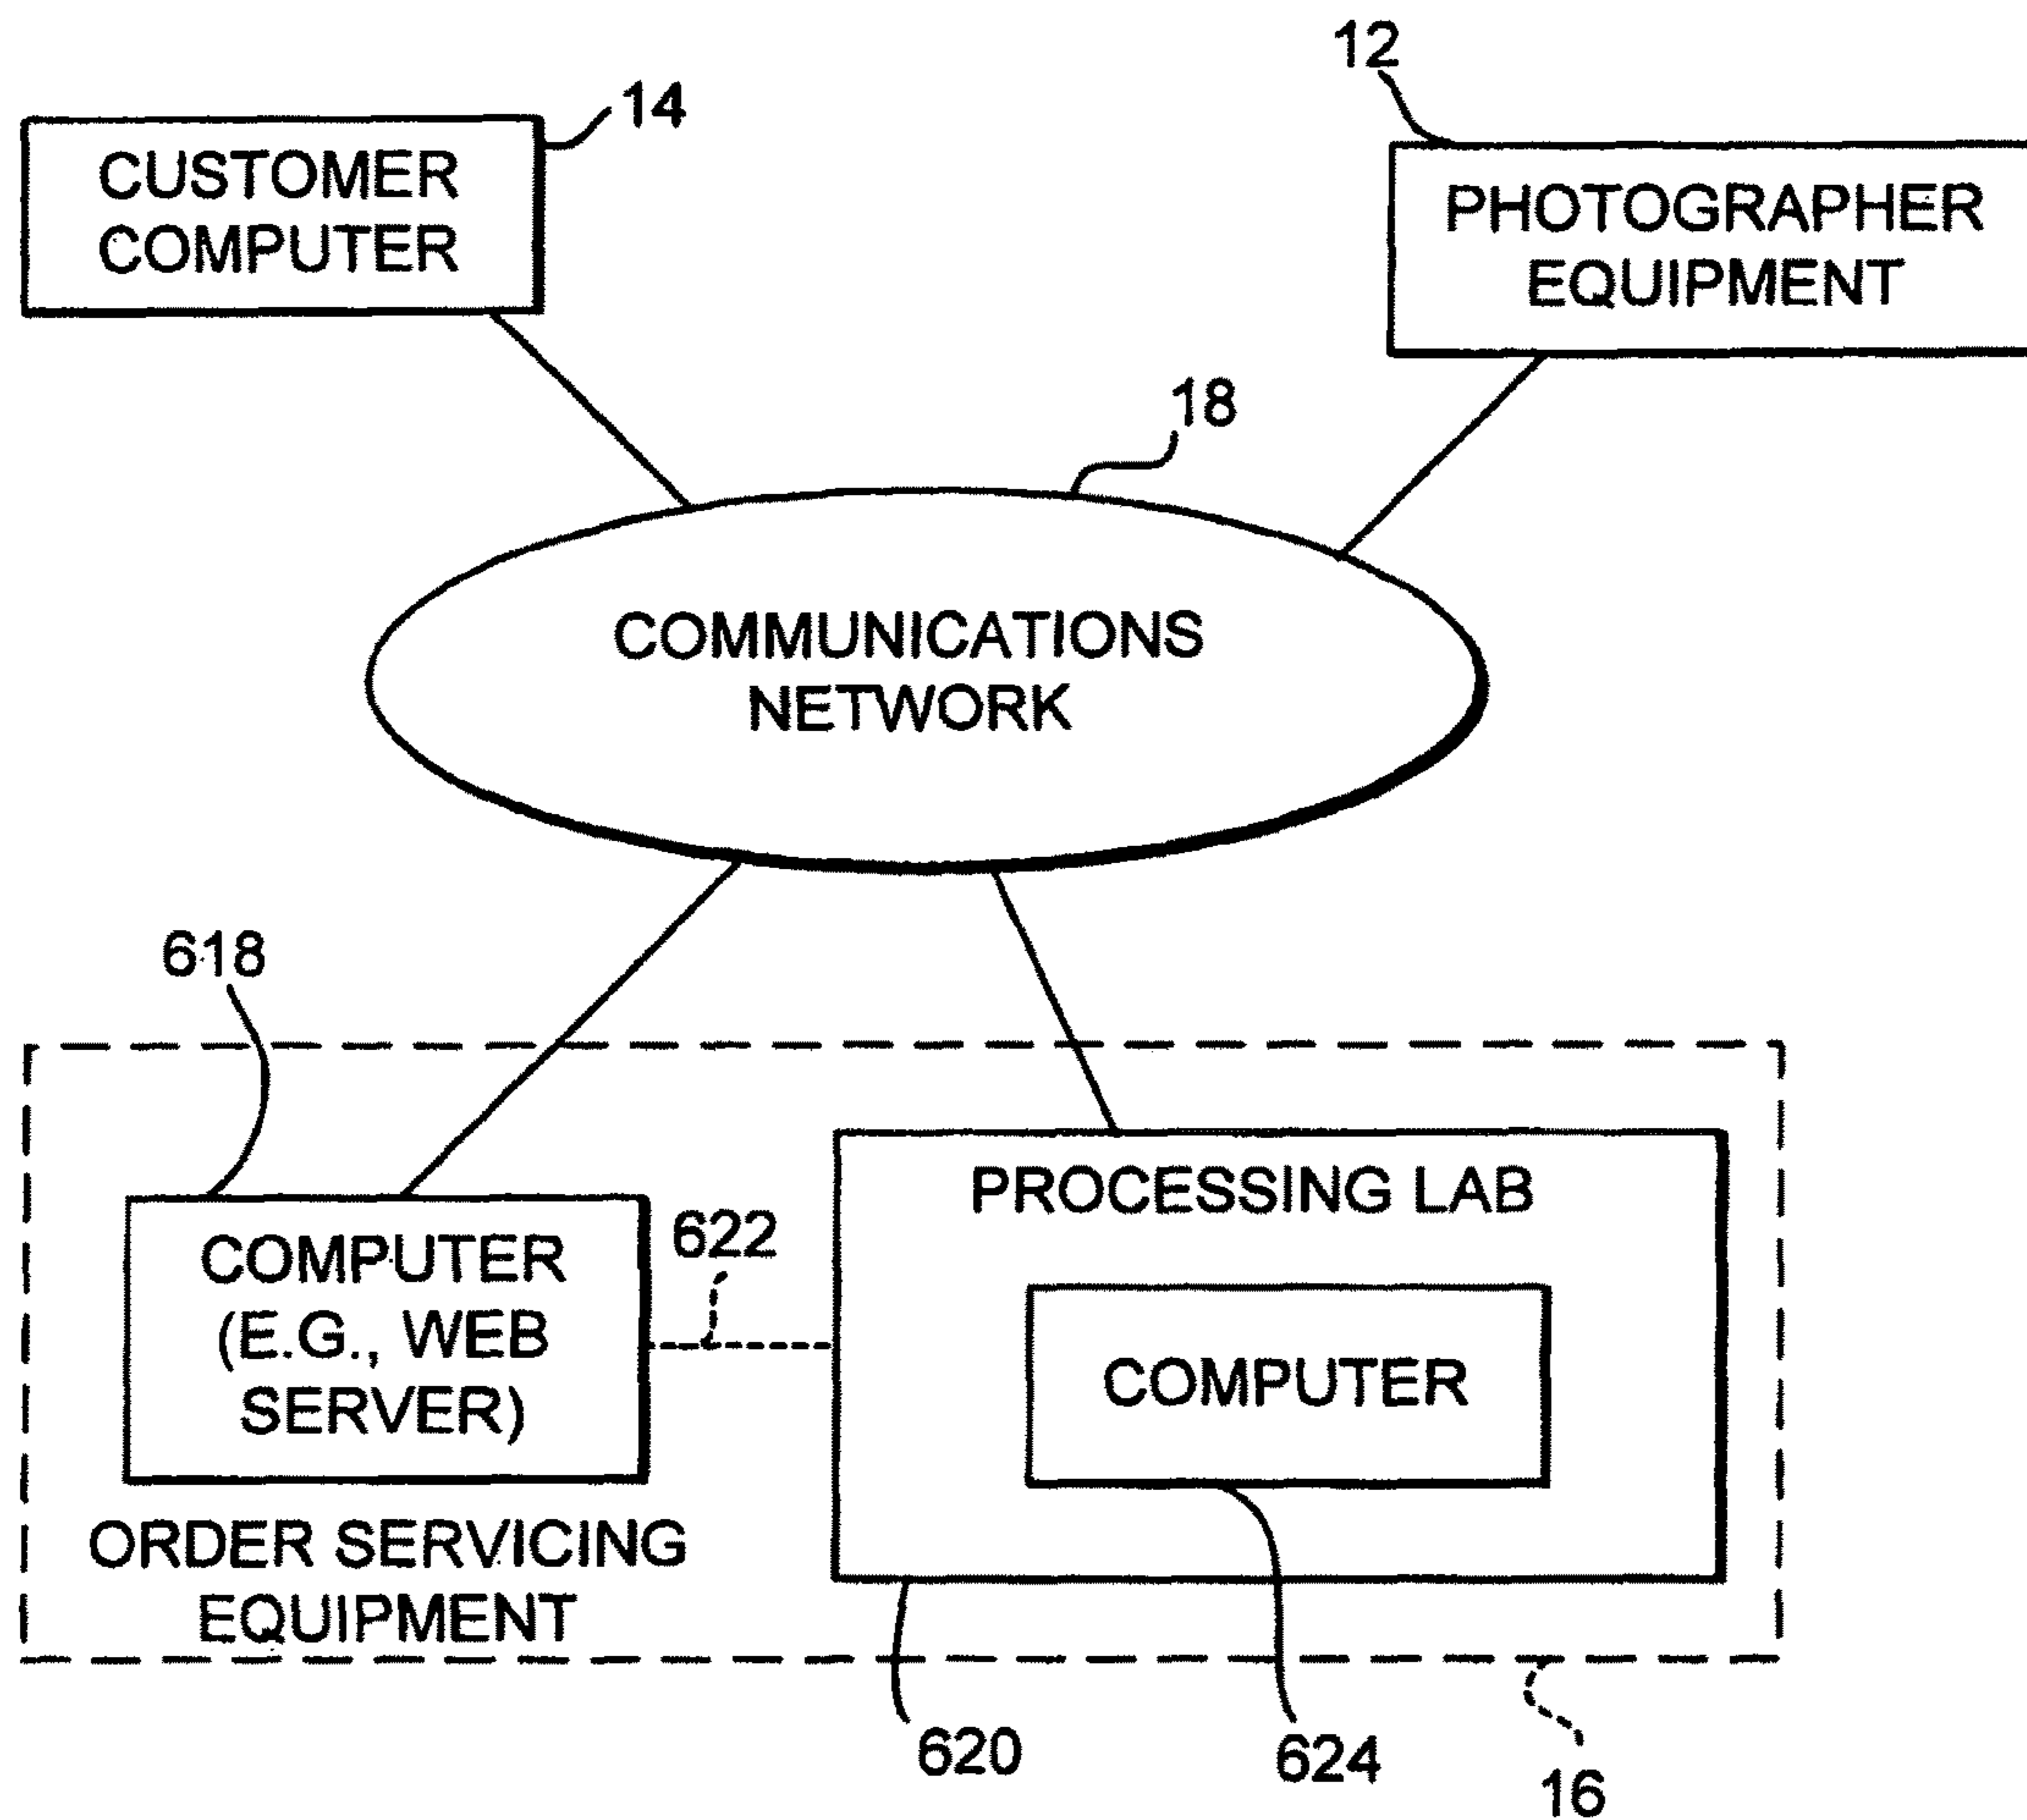 12
14
CUSTOMER
COMPUTER
PHOTOGRAPHER
EQUIPMENT
18
COMMUNICATIONS
NETWORK
618
PROCESSING LAB
622
COMPUTER
(E.G., WEB
SERVER)
COMPUTER
ORDER SERVICING
EQUIPMENT
620
624
16